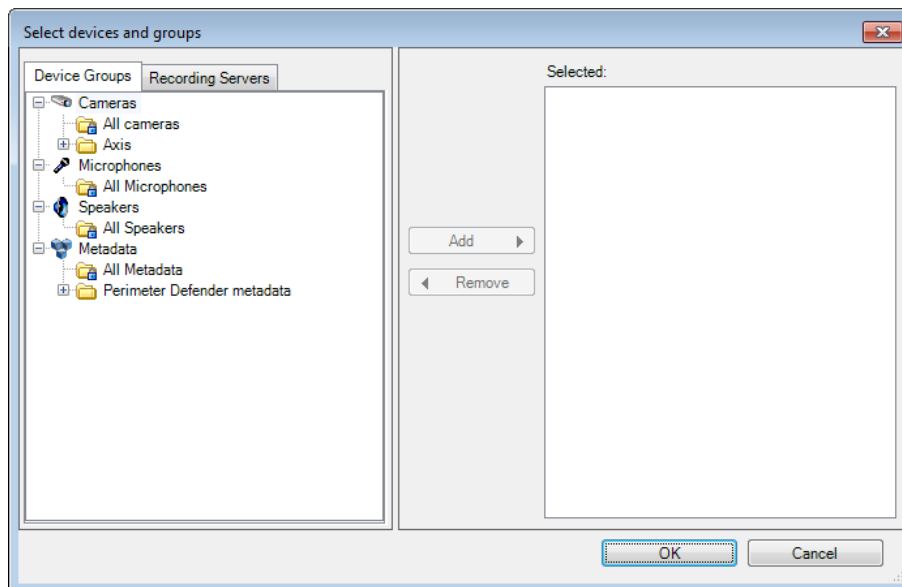 Select devices and groups
Device Groups
Recording Servers
Cameras
All cameras
Axis
Microphones
All Microphones
Speakers
All Speakers
Metadata
All Metadata
Perimeter Defender metadata
Add
Remove
Selected:
OK
Cancel